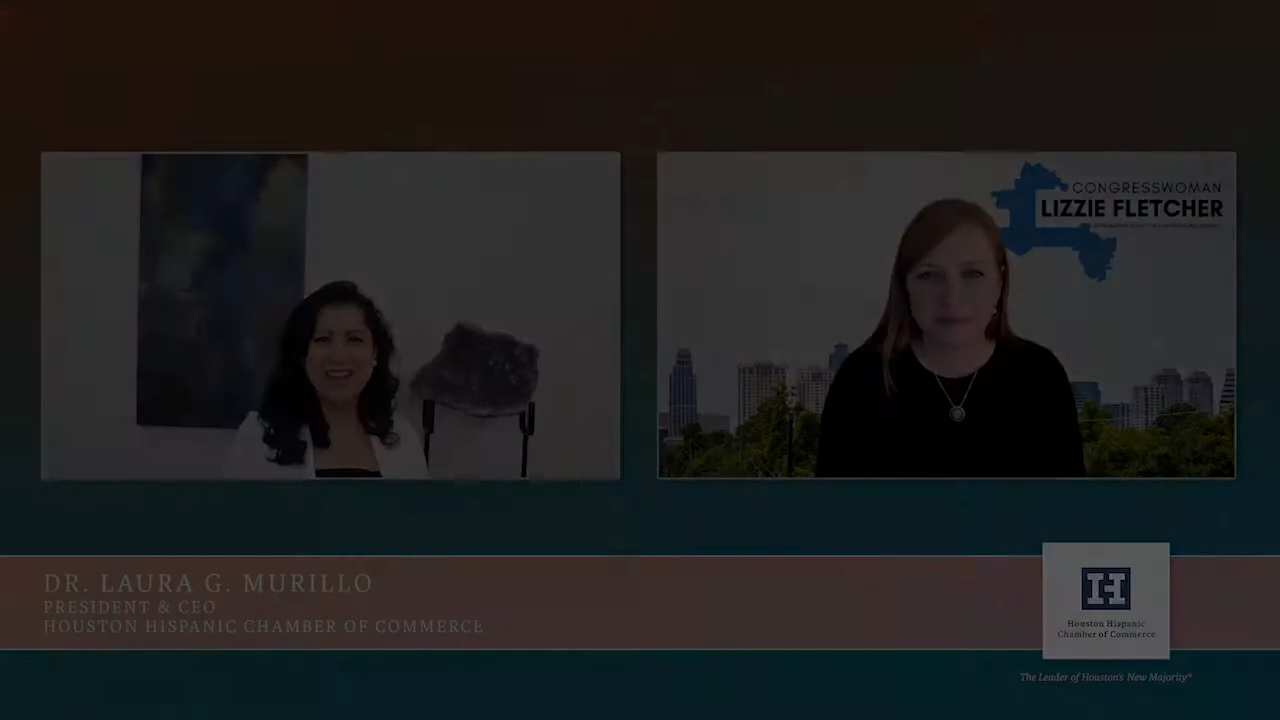 CONGRESSWOMAN
LIZZIE FLETCHER
DR. LAURA G. MURILLO
PRESIDENT & CEO
HOUSTON HISPANIC CHAMBER OF COMMERCE
H
Houston Hispanic
Chamber of Commerce
The Leader of Houston's New Majority®